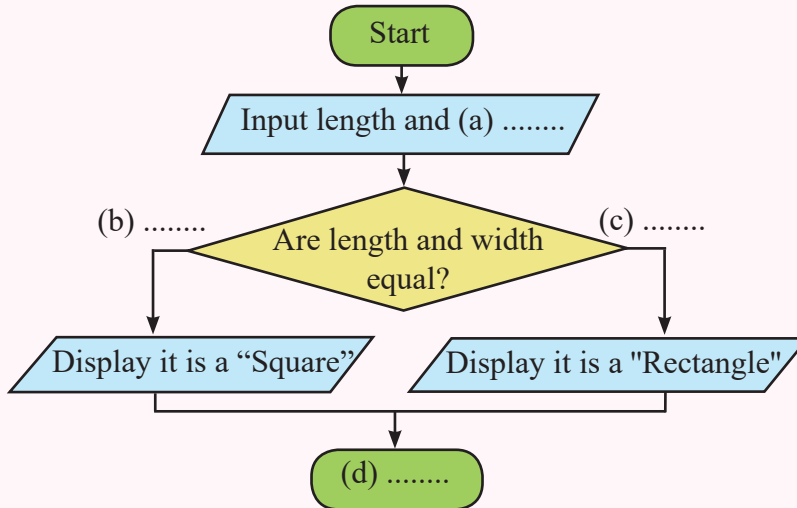 Start
Input length and (a) ........
(b) ........
(c) ........
Are length and width
equal?
Display it is a “Square”
Display it is a "Rectangle"
(d) ........